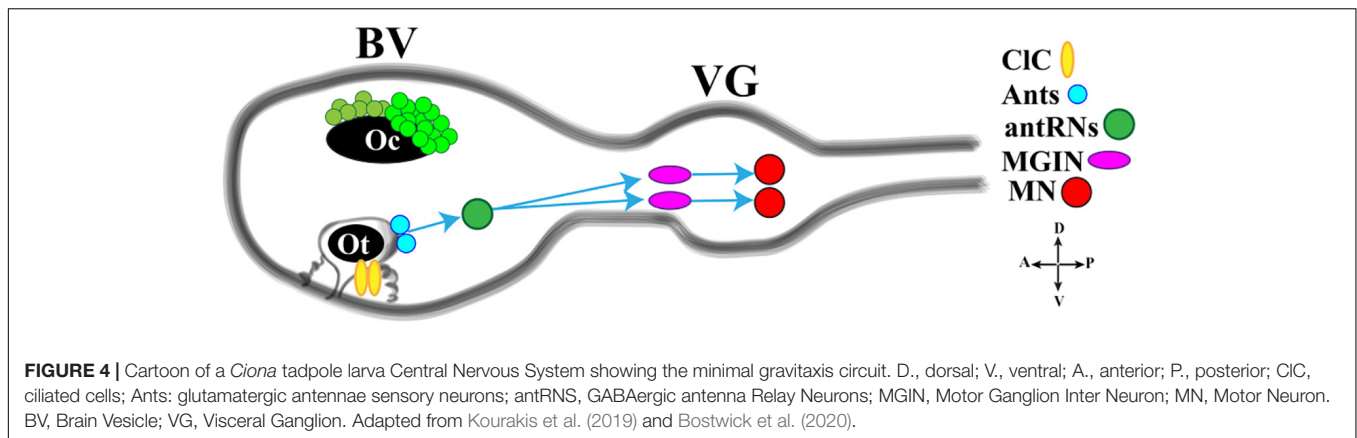 BV
VG
Oc
Ot
ClC
Ants
antRNs
MGIN
MN
D
A P
V
FIGURE 4 | Cartoon of a Ciona tadpole larva Central Nervous System showing the minimal gravitaxis circuit. D., dorsal; V., ventral; A., anterior; P., posterior; ClC,
ciliated cells; Ants: glutamatergic antennae sensory neurons; antRNS, GABAergic antenna Relay Neurons; MGIN, Motor Ganglion Inter Neuron; MN, Motor Neuron.
BV, Brain Vesicle; VG, Visceral Ganglion. Adapted from Kourakis et al. (2019) and Bostwick et al. (2020).